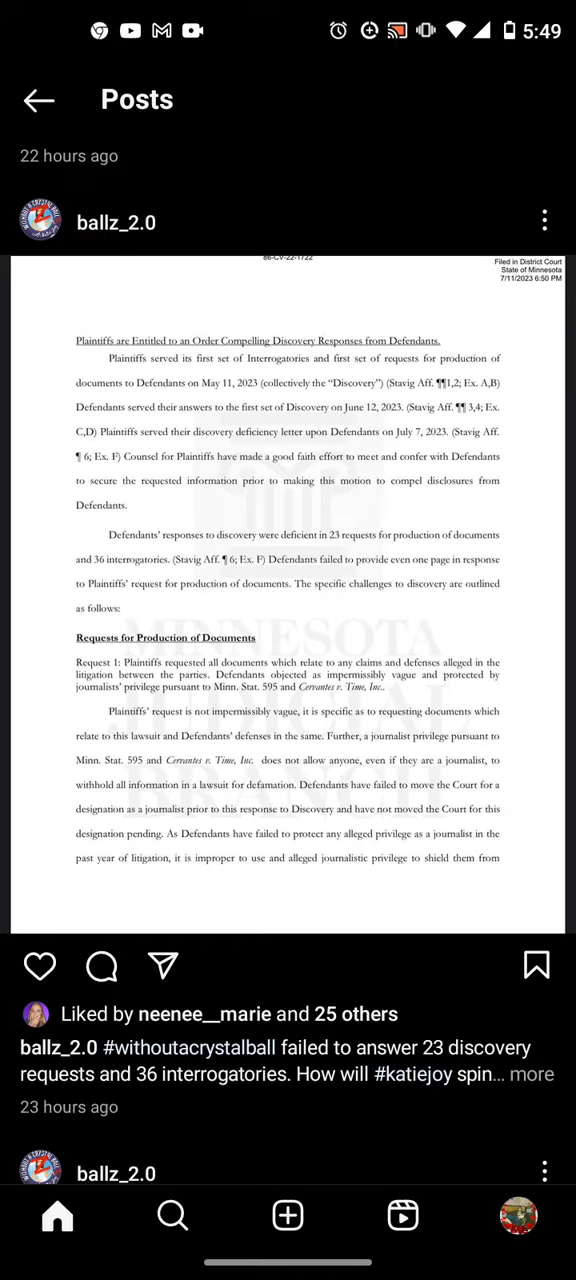 5:49
Posts
22 hours ago
ballz_2.0
86-CV-22-1722
Filed in District Court
State of Minnesota
7/11/2023 6:50 PM
Plaintiffs are Entitled to an Order Compelling Discovery Responses from Defendants.
Plaintiffs served its first set of Interrogatories and first set of requests for production of
documents to Defendants on May 11, 2023 (collectively the “Discovery”) (Stavig Aff. ¶¶1,2; Ex. A,B)
Defendants served their answers to the first set of Discovery on June 12, 2023. (Stavig Aff. ¶¶ 3,4; Ex.
C,D) Plaintiffs served their discovery deficiency letter upon Defendants on July 7, 2023. (Stavig Aff.
¶ 6; Ex. F) Counsel for Plaintiffs have made a good faith effort to meet and confer with Defendants
to secure the requested information prior to making this motion to compel disclosures from
Defendants.
Defendants’ responses to discovery were deficient in 23 requests for production of documents
and 36 interrogatories. (Stavig Aff. ¶ 6; Ex. F) Defendants failed to provide even one page in response
to Plaintiffs’ request for production of documents. The specific challenges to discovery are outlined
as follows:
Requests for Production of Documents
Request 1: Plaintiffs requested all documents which relate to any claims and defenses alleged in the
litigation between the parties. Defendants objected as impermissibly vague and protected by
journalists’ privilege pursuant to Minn. Stat. 595 and Cervantes v. Time, Inc..
Plaintiffs’ request is not impermissibly vague, it is specific as to requesting documents which
relate to this lawsuit and Defendants’ defenses in the same. Further, a journalist privilege pursuant to
Minn. Stat. 595 and Cervantes v. Time, Inc. does not allow anyone, even if they are a journalist, to
withhold all information in a lawsuit for defamation. Defendants have failed to move the Court for a
designation as a journalist prior to this response to Discovery and have not moved the Court for this
designation pending. As Defendants have failed to protect any alleged privilege as a journalist in the
past year of litigation, it is improper to use and alleged journalistic privilege to shield them from
MINNESOTA
JUDICIAL
BRANCH
Liked by neenee__marie and 25 others
ballz_2.0 #withoutacrystalball failed to answer 23 discovery
requests and 36 interrogatories. How will #katiejoy spin... more
23 hours ago
ballz_2.0